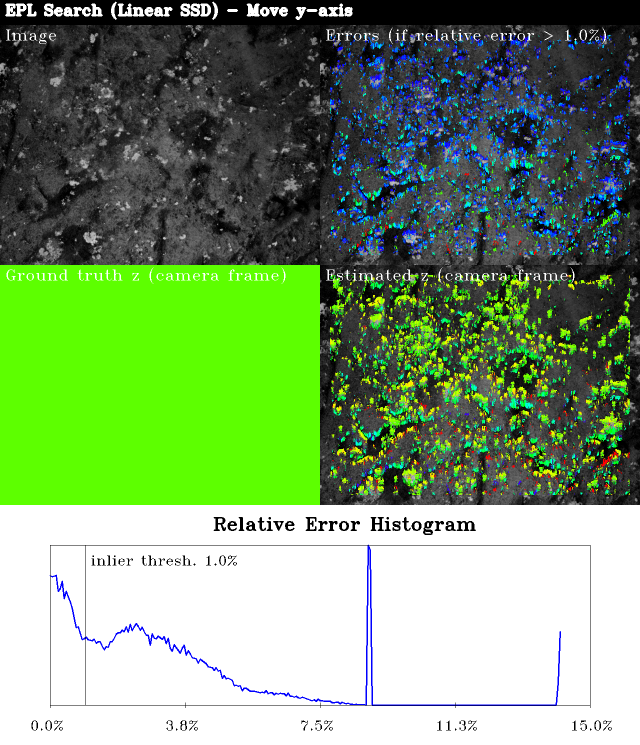 EPL Search (Linear SSD) - Move y-axis
Image
Errors (if relative error > 1.0%)
Ground truth z (camera frame)
Estimated z (camera frame)
Relative Error Histogram
inlier thresh. 1.0%
0.0% 3.8% 7.5% 11.3% 15.0%